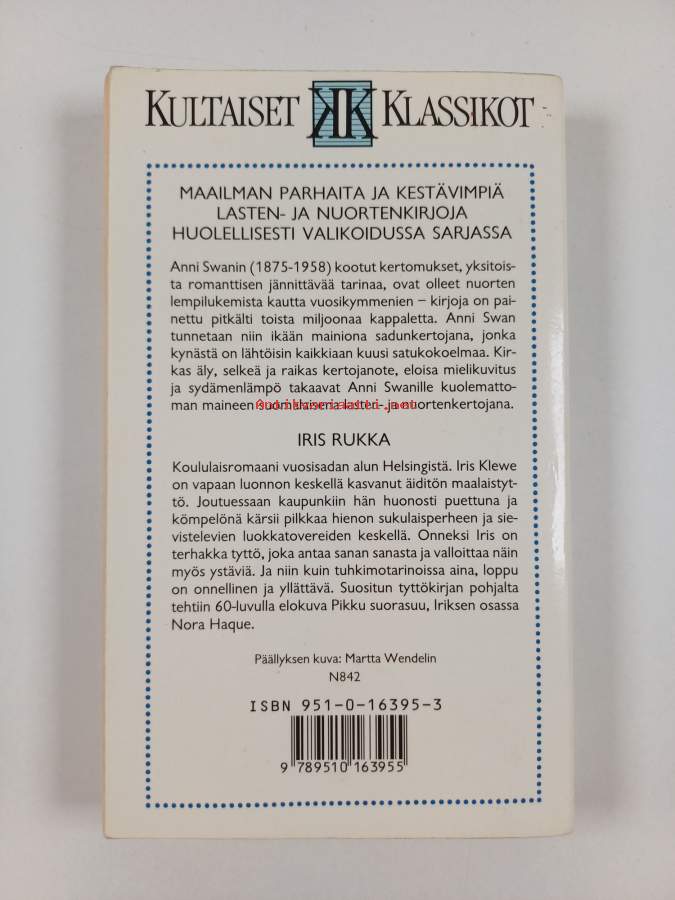 KULTAISET KK KLASSIKOT
MAAILMAN PARHAITA JA KESTÄVIMPIÄ
LASTEN- JA NUORTENKIRJOJA
HUOLELLISESTI VALIKOIDUSSA SARJASSA
Anni Swanin (1875-1958) kootut kertomukset, yksitois-
ta romanttisen jännittävää tarinaa, ovat olleet nuorten
lempilukemista kautta vuosikymmenien – kirjoja on pai-
nettu pitkälti toista miljoonaa kappaletta. Anni Swan
tunnetaan niin ikään mainiona sadunkertojana, jonka
kynästä on lähtöisin kaikkiaan kuusi satukokoelmaa. Kir-
kas äly, selkeä ja raikas kertojanote, eloisa mielikuvitus
ja sydämenlämpö takaavat Anni Swanille kuolematto-
man maineen suomalaisena lasten- ja nuortenkertojana.
IRIS RUKKA
Koululaisromaani vuosisadan alun Helsingistä. Iris Klewe
on vapaan luonnon keskellä kasvanut äiditön maalaistyt-
tö. Joutuessaan kaupunkiin hän huonosti puettuna ja
kömpelönä kärsii pilkkaa hienon sukulaisperheen ja sie-
vistelevien luokkatovereiden keskellä. Onneksi Iris on
terhakka tyttö, joka antaa sanan sanasta ja valloittaa näin
myös ystäviä. Ja niin kuin tuhkimotarinoissa aina, loppu
on onnellinen ja yllättävä. Suositun tyttökirjan pohjalta
tehtiin 60-luvulla elokuva Pikku suorasuu, Iriksen osassa
Nora Haque.
Päällyksen kuva: Martta Wendelin
N842
ISBN 951-0-16395-3
9 789510 163955